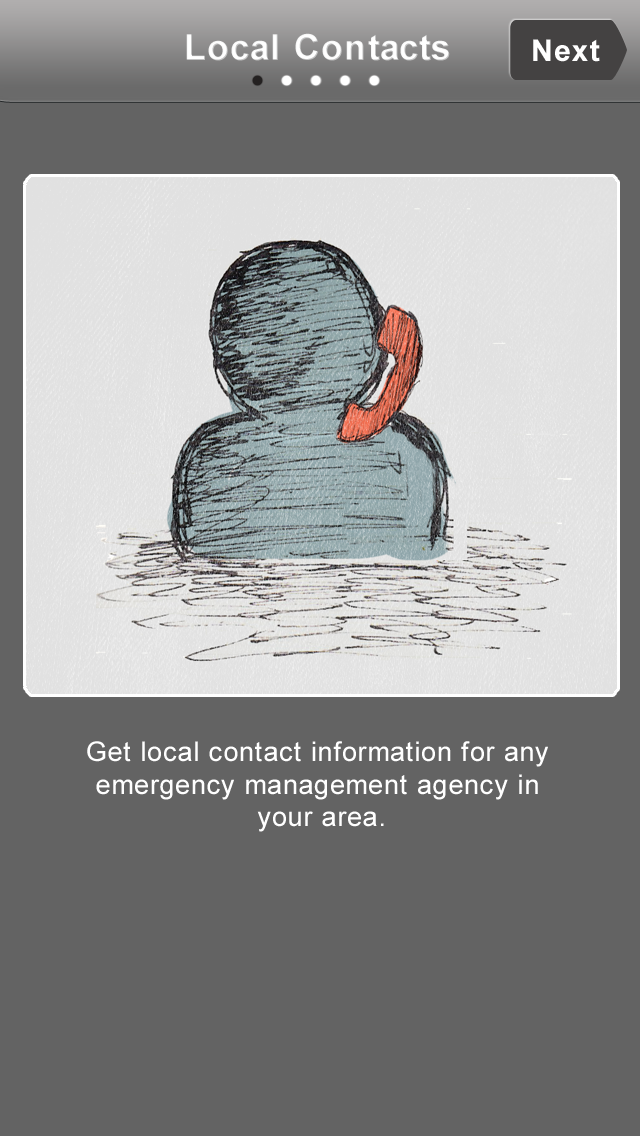 Local Contacts
Next
Get local contact information for any
emergency management agency in
your area.